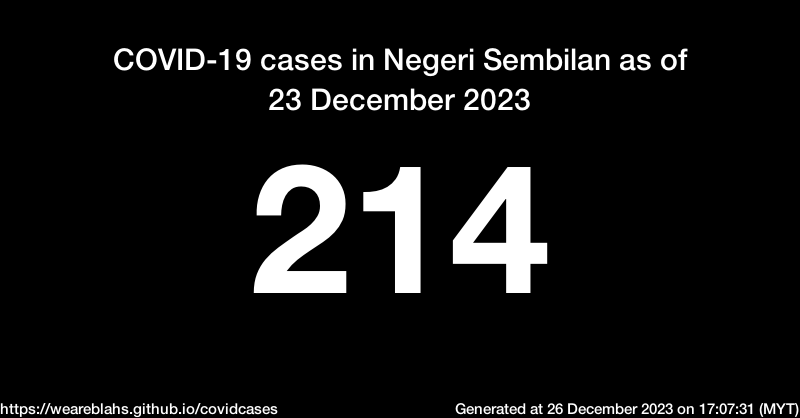 COVID-19 cases in Negeri Sembilan as of
23 December 2023
214
https://weareblahs.github.io/covidcases
Generated at 26 December 2023 on 17:07:31 (MYT)